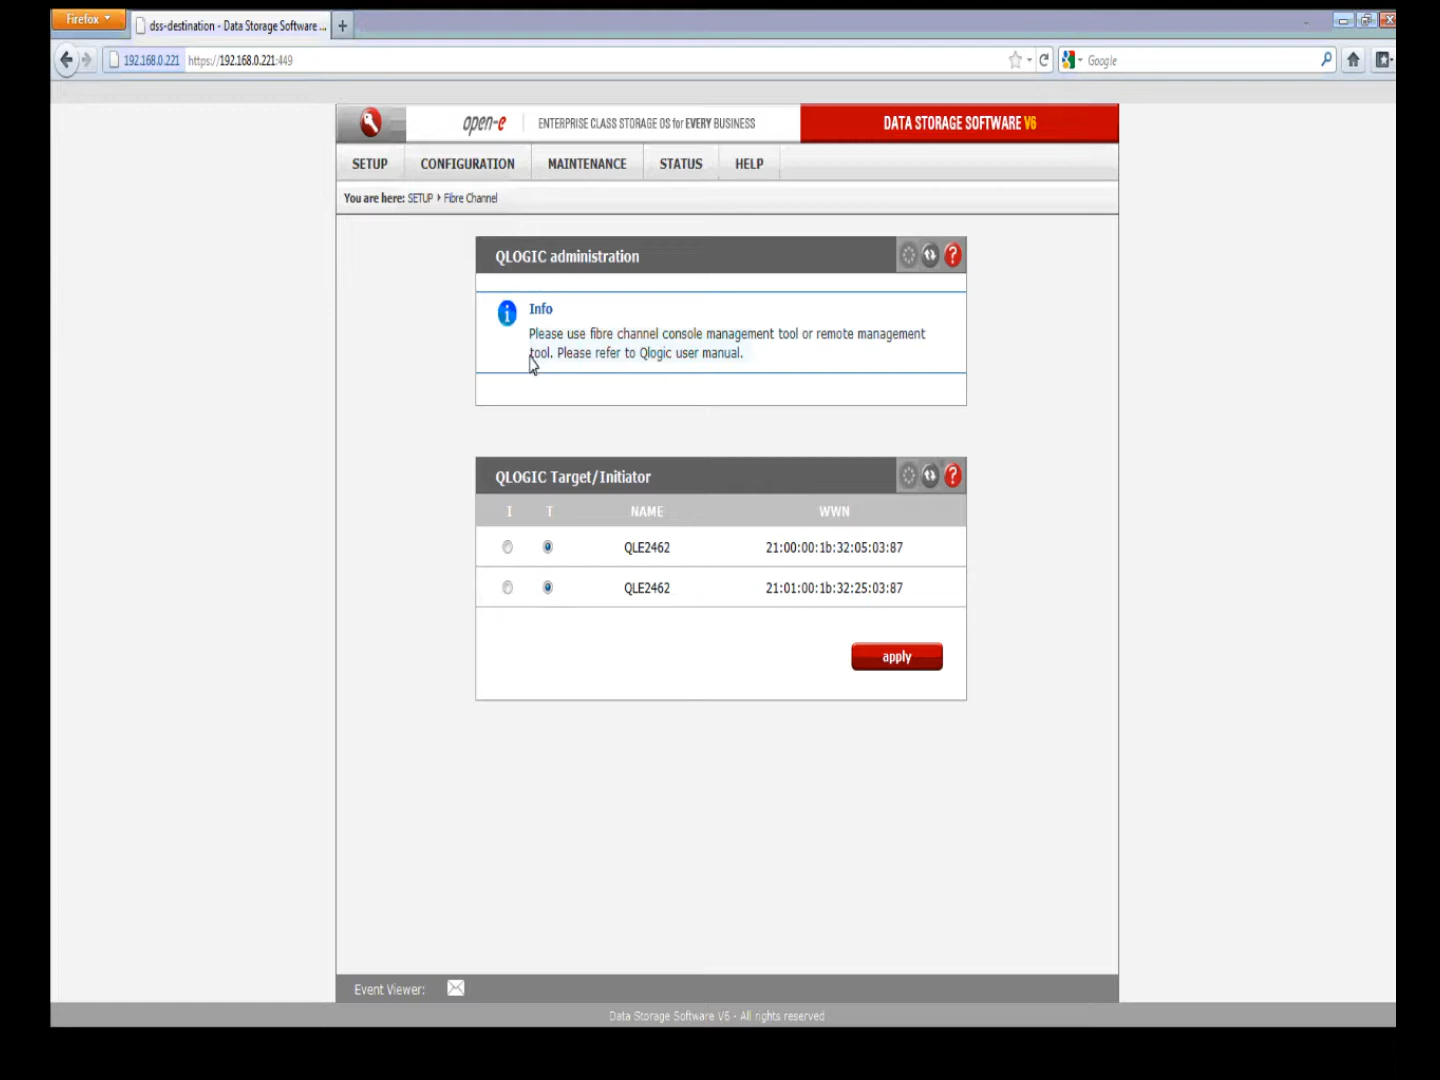 Firefox
dss-destination - Data Storage Software ...
192.168.0.221 https://192.168.0.221:449
Google
open-e ENTERPRISE CLASS STORAGE OS for EVERY BUSINESS DATA STORAGE SOFTWARE V6
SETUP CONFIGURATION MAINTENANCE STATUS HELP
You are here: SETUP Fibre Channel
QLOGIC administration
Info
Please use fibre channel console management tool or remote management
tool. Please refer to Qlogic user manual.
QLOGIC Target/Initiator
I T NAME WWN
QLE2462 21:00:00:1b:32:05:03:87
QLE2462 21:01:00:1b:32:25:03:87
apply
Event Viewer:
Data Storage Software V6 - All rights reserved